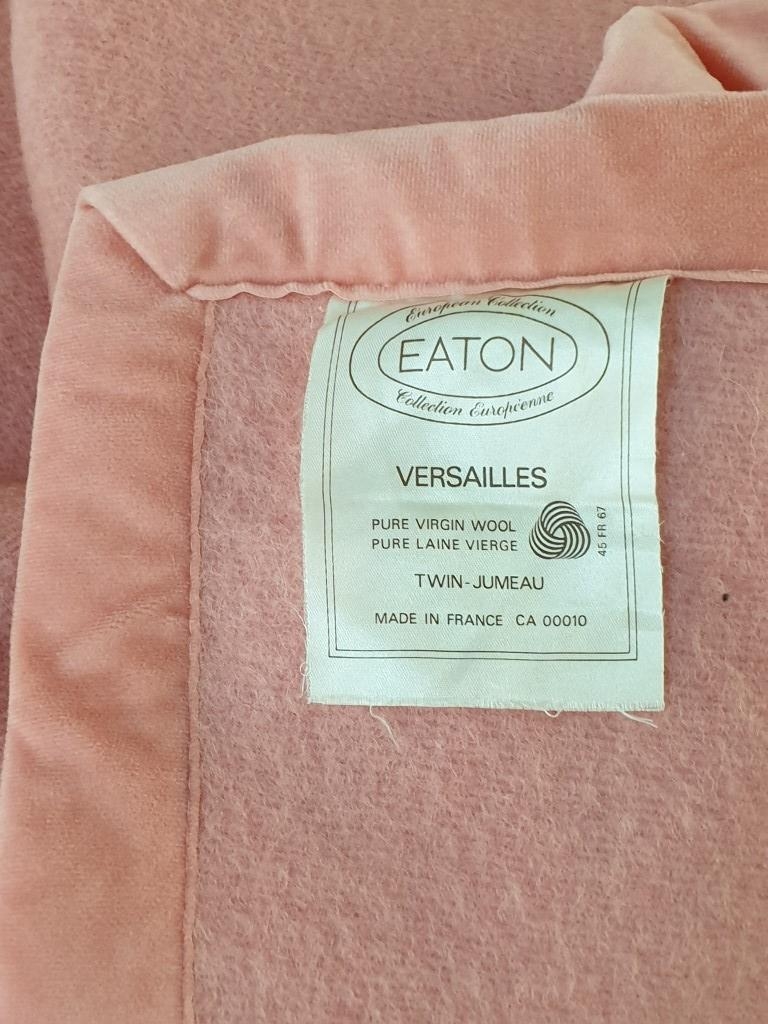 European Collection
EATON
Collection Européenne
VERSAILLES
PURE VIRGIN WOOL
PURE LAINE VIERGE
45 FR 67
TWIN-JUMEAU
MADE IN FRANCE CA 00010